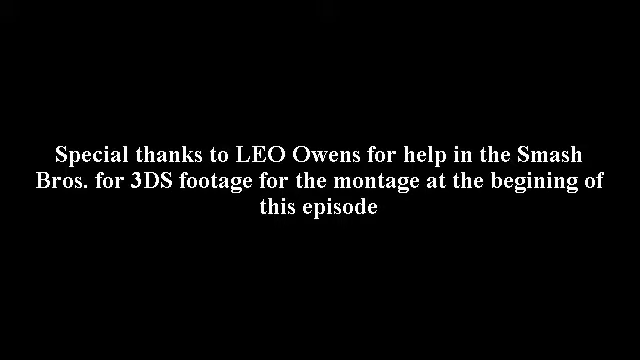 Special thanks to LEO Owens for help in the Smash
Bros. for 3DS footage for the montage at the begining of
this episode